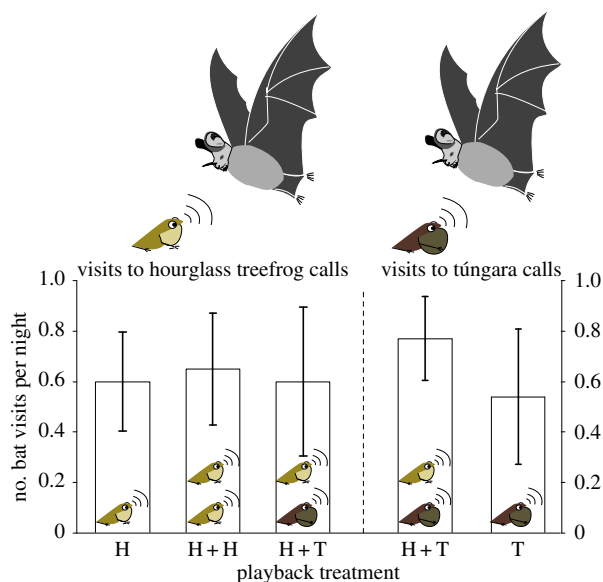 visits to hourglass treefrog calls
visits to túngara calls
no. bat visits per night
1.0
0.8
0.6
0.4
0.2
0
1.0
0.8
0.6
0.4
0.2
0
H
H + H
H + T
H + T
T
playback treatment